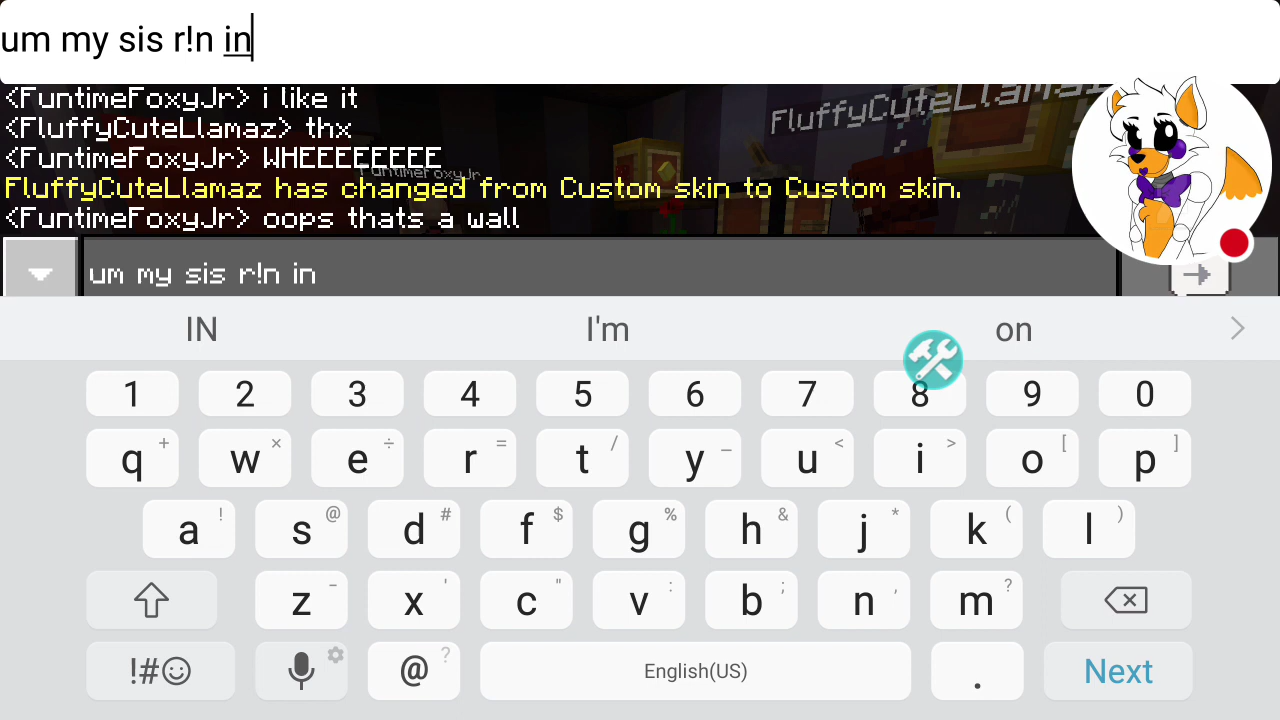 um my sis r!n in
<FuntimeFoxyJr> i like it
FluffyCuteLlamaz
<FluffyCuteLlamaz> thx
<FuntimeFoxyJr> WHEEEEEEEE
FuntimeFoxyJr
FluffyCuteLlamaz has changed from Custom skin to Custom skin.
<FuntimeFoxyJr> oops thats a wall
um my sis r!n in
IN I'm on
1 2 3 4 5 6 7 8 9 0
q + w × e ÷ r = t / y _ u < i > o [ p ]
a ! s @ d # f $ g % h & j * k ( l )
z - x ' c " v : b ; n , m ?
!#☺ @ ? English(US) . Next